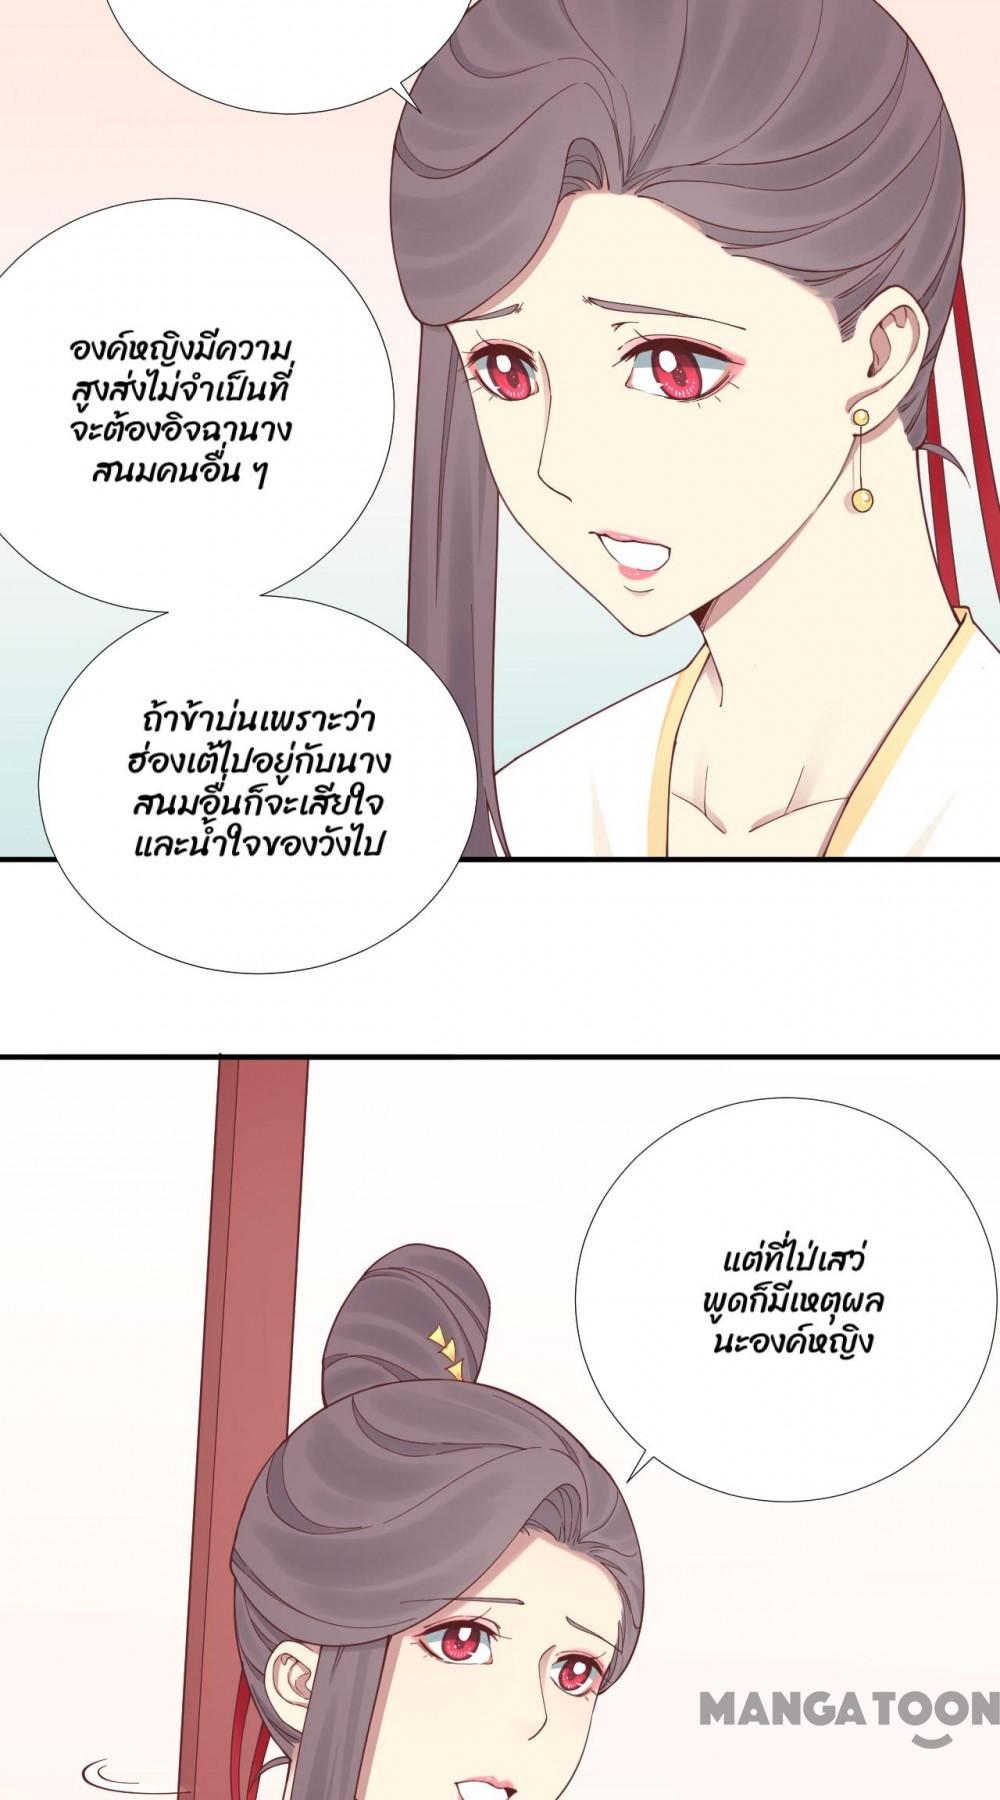 องค์หญิงมีความ
สูงส่งไม่จำเป็นที่
จะต้องอิจฉานาง
สนมคนอื่น ๆ
ถ้าข้าบ่นเพราะว่า
ฮ่องเต้ไปอยู่กับนาง
สนมอื่นก็จะเสียใจ
และน้ำใจของวังไป
แต่ที่ไป่เสว่
พูดก็มีเหตุผล
นะองค์หญิง
MANGATOON